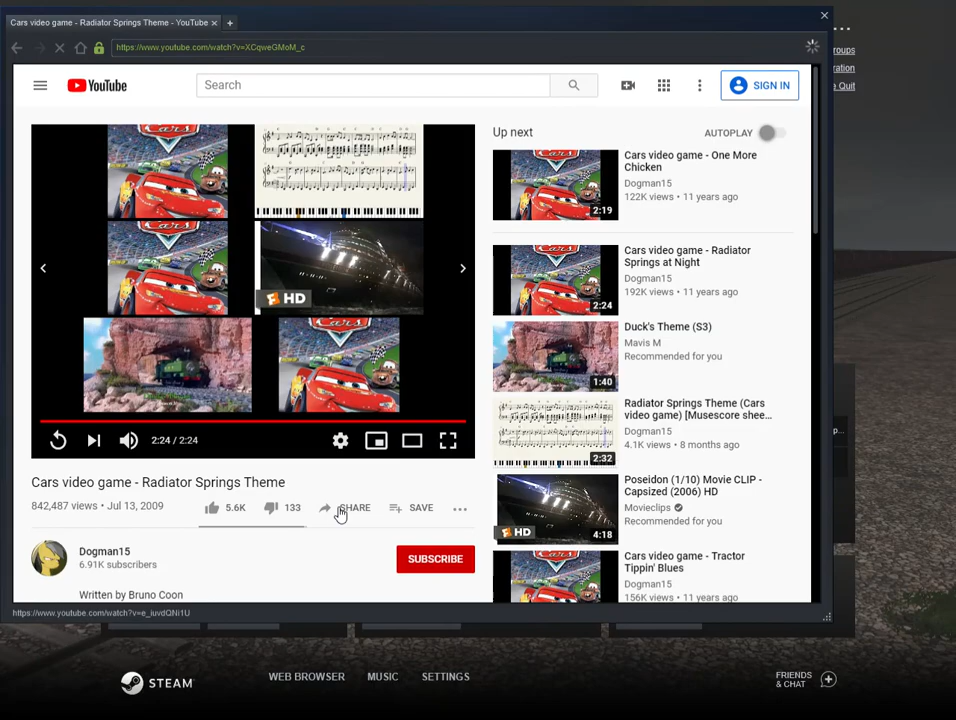 Cars video game - Radiator Springs Theme - YouTube
https://www.youtube.com/watch?v=XCqweGMoM_c
roups
ration
e Quit
YouTube
Search
SIGN IN
Up next
AUTOPLAY
Cars video game - One More
Chicken
Dogman15
122K views • 11 years ago
2:19
Cars video game - Radiator
Springs at Night
Dogman15
192K views • 11 years ago
2:24
Duck's Theme (S3)
Mavis M
Recommended for you
1:40
Radiator Springs Theme (Cars
video game) [Musescore shee...
Dogman15
4.1K views • 8 months ago
2:32
Poseidon (1/10) Movie CLIP -
Capsized (2006) HD
Movieclips
Recommended for you
HD
4:18
Cars video game - Tractor
Tippin' Blues
Dogman15
156K views • 11 years ago
Cars
Cars
HD
Cars
2:24 / 2:24
Cars video game - Radiator Springs Theme
842,487 views • Jul 13, 2009
5.6K
133
SHARE
SAVE
Dogman15
6.91K subscribers
SUBSCRIBE
Written by Bruno Coon
https://www.youtube.com/watch?v=e_iuvdQNi1U
p...
STEAM
WEB BROWSER
MUSIC
SETTINGS
FRIENDS
& CHAT